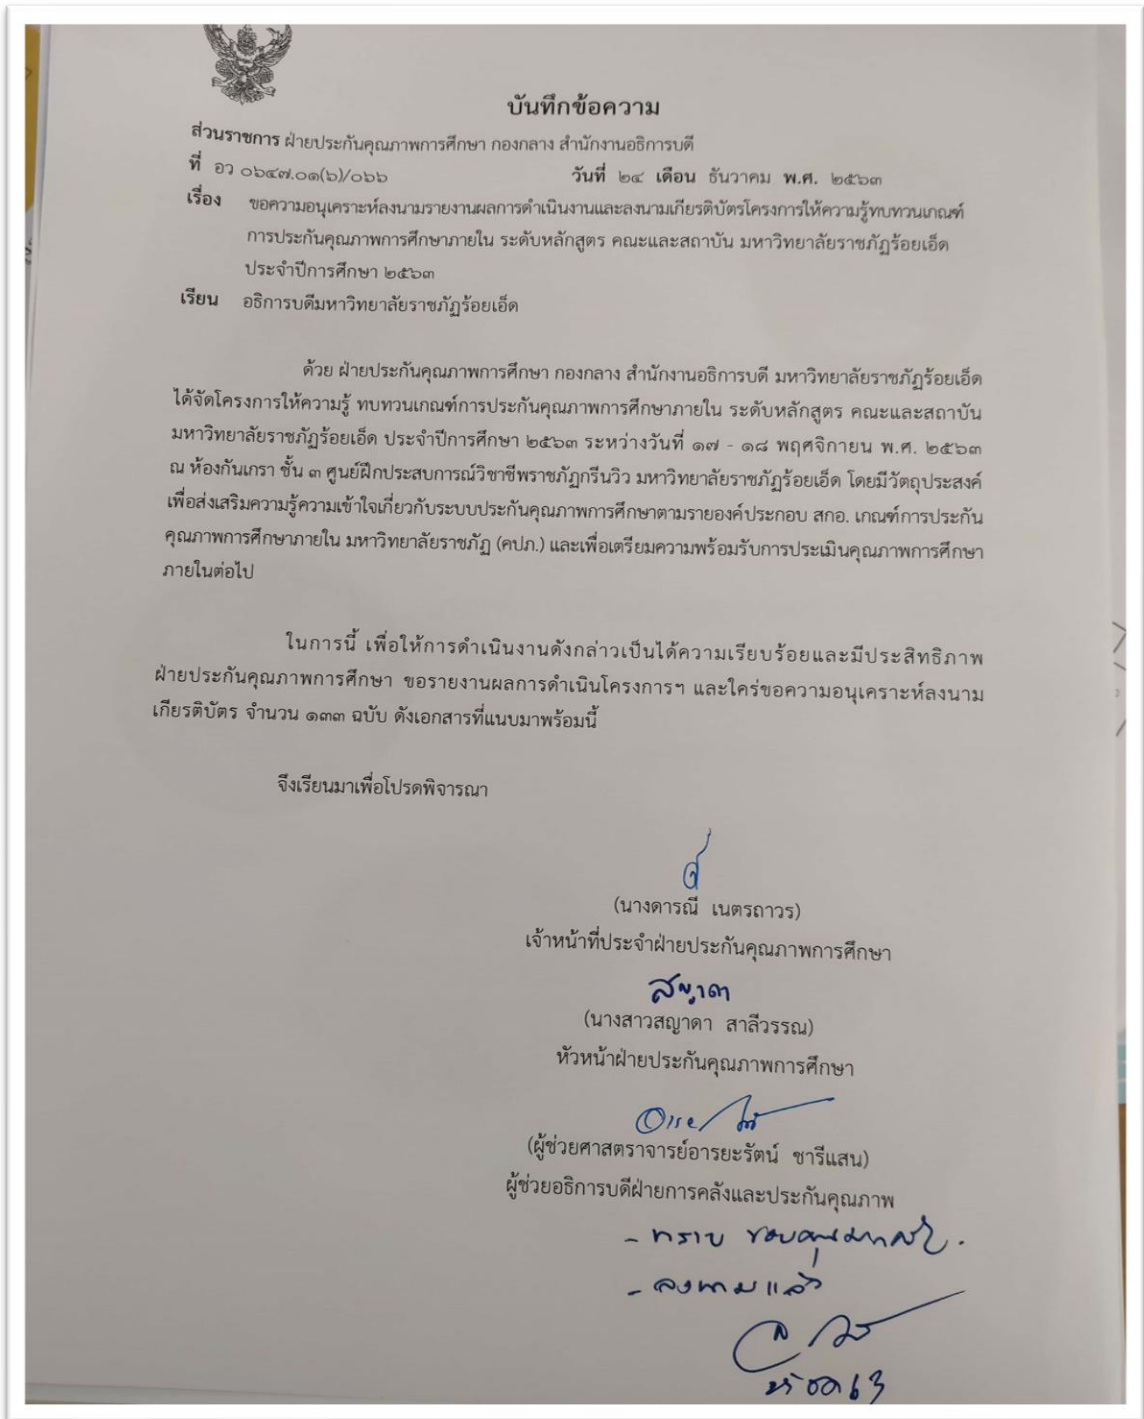 บันทึกข้อความ
ส่วนราชการ ฝ่ายประกันคุณภาพการศึกษา กองกลาง สำนักงานอธิการบดี
ที่ อว ๐๖๔๗.๐๑(๖)/๐๖๖ วันที่ ๒๔ เดือน ธันวาคม พ.ศ. ๒๕๖๓
เรื่อง ขอความอนุเคราะห์ลงนามรายงานผลการดำเนินงานและลงนามเกียรติบัตรโครงการให้ความรู้ทบทวนเกณฑ์
การประกันคุณภาพการศึกษาภายใน ระดับหลักสูตร คณะและสถาบัน มหาวิทยาลัยราชภัฏร้อยเอ็ด
ประจำปีการศึกษา ๒๕๖๓
เรียน อธิการบดีมหาวิทยาลัยราชภัฏร้อยเอ็ด
ด้วย ฝ่ายประกันคุณภาพการศึกษา กองกลาง สำนักงานอธิการบดี มหาวิทยาลัยราชภัฏร้อยเอ็ด
ได้จัดโครงการให้ความรู้ ทบทวนเกณฑ์การประกันคุณภาพการศึกษาภายใน ระดับหลักสูตร คณะและสถาบัน
มหาวิทยาลัยราชภัฏร้อยเอ็ด ประจำปีการศึกษา ๒๕๖๓ ระหว่างวันที่ ๑๗ - ๑๘ พฤศจิกายน พ.ศ. ๒๕๖๓
ณ ห้องกันเกรา ชั้น ๓ ศูนย์ฝึกประสบการณ์วิชาชีพราชภัฏกรีนวิว มหาวิทยาลัยราชภัฏร้อยเอ็ด โดยมีวัตถุประสงค์
เพื่อส่งเสริมความรู้ความเข้าใจเกี่ยวกับระบบประกันคุณภาพการศึกษาตามรายองค์ประกอบ สกอ. เกณฑ์การประกัน
คุณภาพการศึกษาภายใน มหาวิทยาลัยราชภัฏ (คปภ.) และเพื่อเตรียมความพร้อมรับการประเมินคุณภาพการศึกษา
ภายในต่อไป
ในการนี้ เพื่อให้การดำเนินงานดังกล่าวเป็นได้ความเรียบร้อยและมีประสิทธิภาพ
ฝ่ายประกันคุณภาพการศึกษา ขอรายงานผลการดำเนินโครงการฯ และใคร่ขอความอนุเคราะห์ลงนาม
เกียรติบัตร จำนวน ๑๓๓ ฉบับ ดังเอกสารที่แนบมาพร้อมนี้
จึงเรียนมาเพื่อโปรดพิจารณา
(นางดารณี เนตรถาวร)
เจ้าหน้าที่ประจำฝ่ายประกันคุณภาพการศึกษา
สญาดา
(นางสาวสญาดา สาลีวรรณ)
หัวหน้าฝ่ายประกันคุณภาพการศึกษา
(ผู้ช่วยศาสตราจารย์อารยะรัตน์ ชารีแสน)
ผู้ช่วยอธิการบดีฝ่ายการคลังและประกันคุณภาพ
- ทราบ ขอบคุณมากครับ.
- ลงนามแล้ว